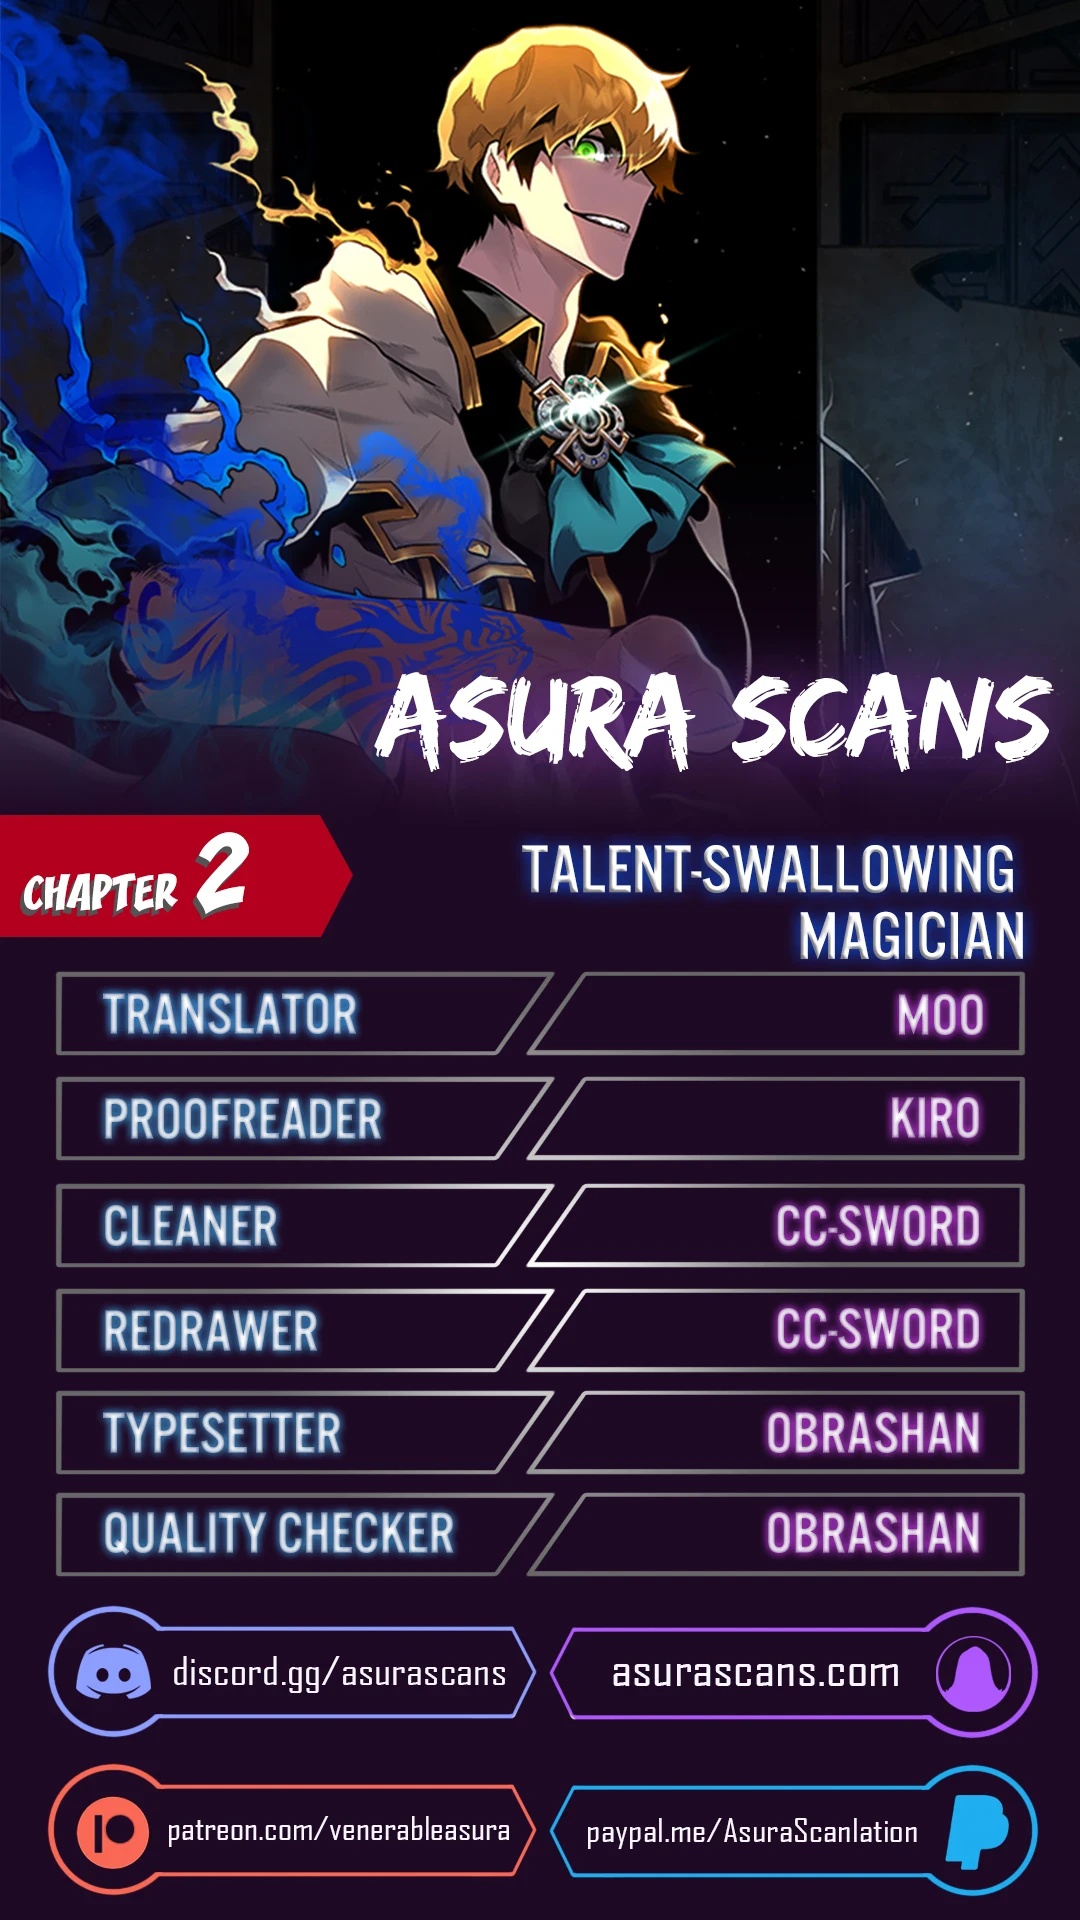 ASURA SCANS
CHAPTER 2
TALENT-SWALLOWING
MAGICIAN
TRANSLATOR MOO
PROOFREADER KIRO
CLEANER CC-SWORD
REDRAWER CC-SWORD
TYPESETTER OBRASHAN
QUALITY CHECKER OBRASHAN
discord.gg/asurascans asurascans.com
patreon.com/venerableasura paypal.me/AsuraScanlation